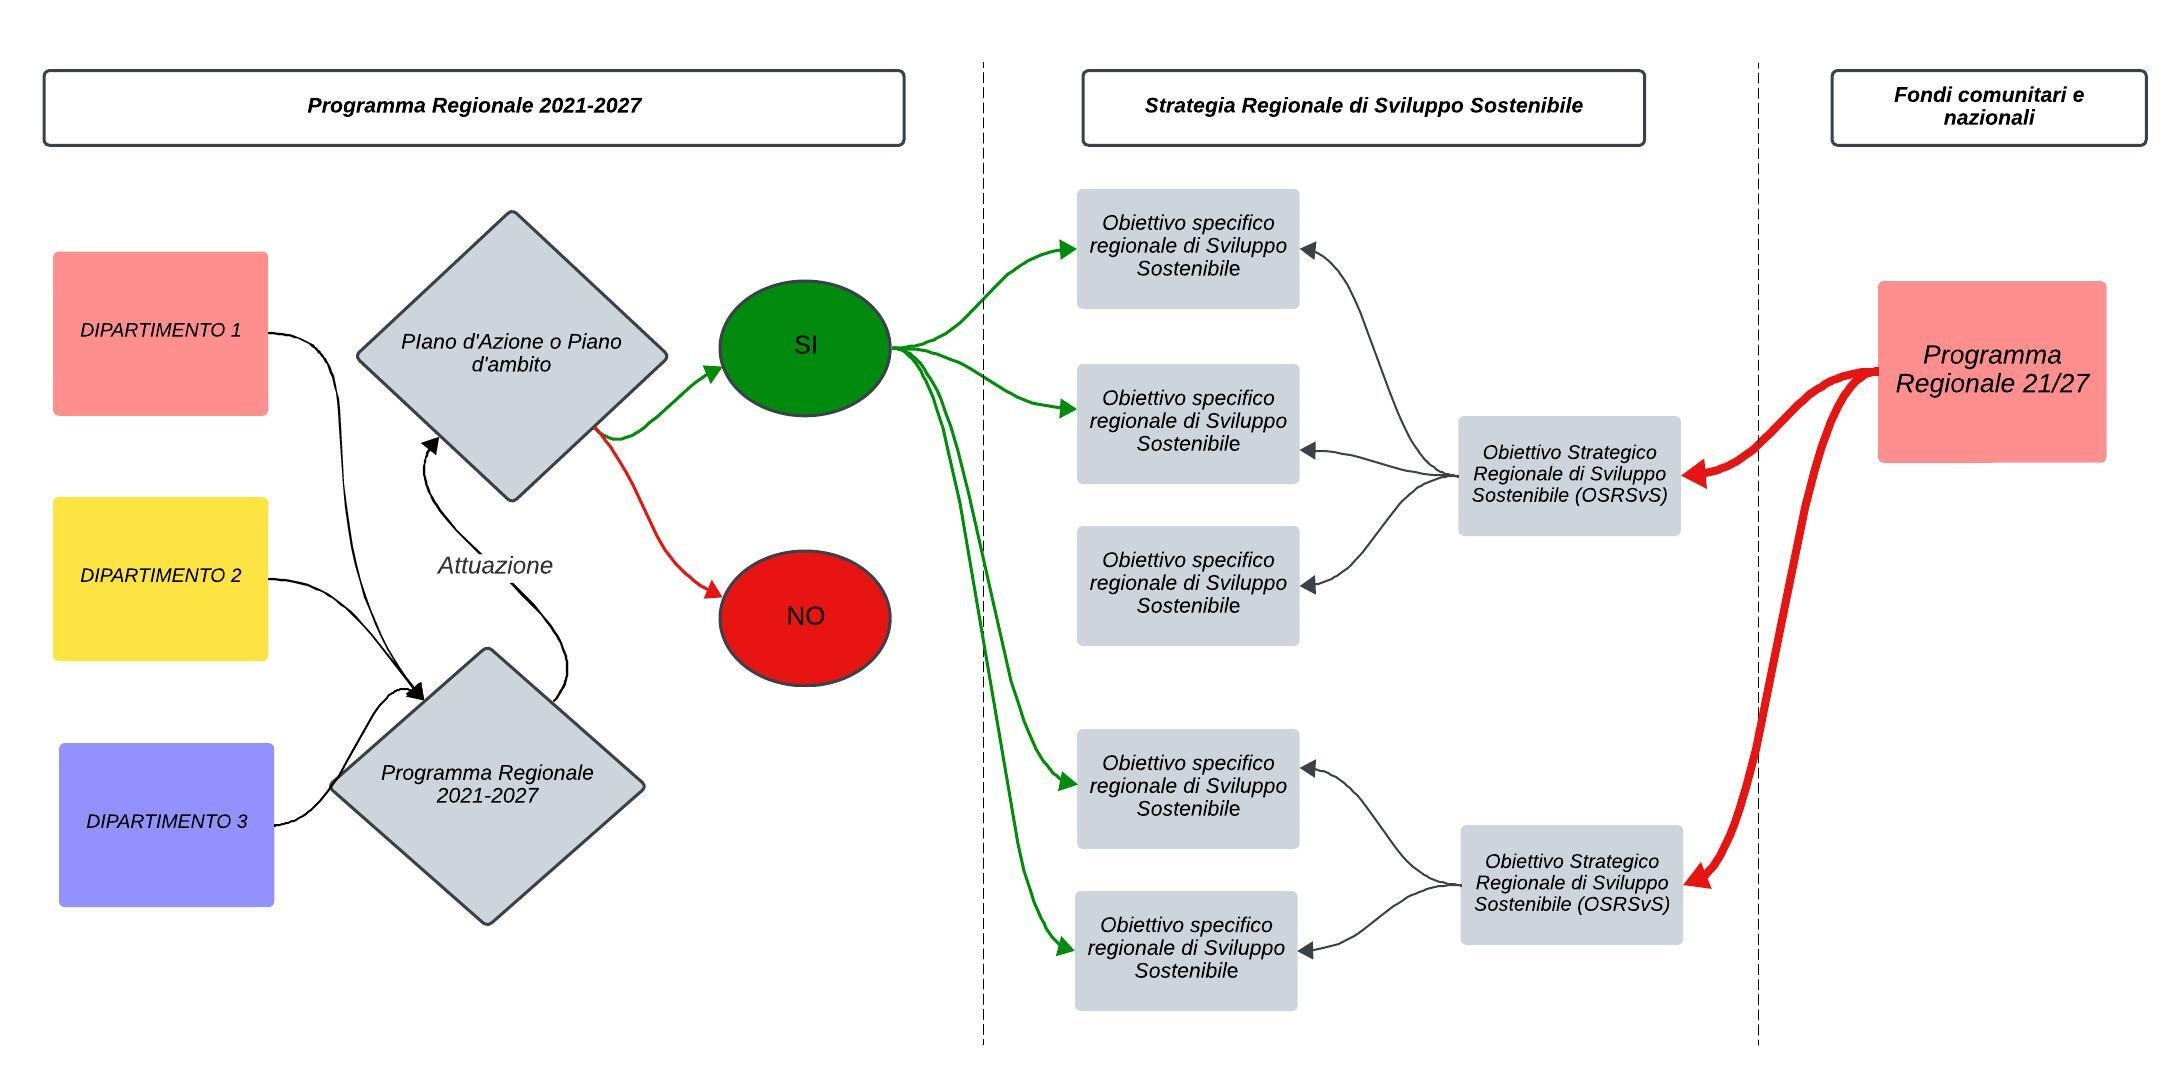 Programma Regionale 2021-2027
Strategia Regionale di Sviluppo Sostenibile
Fondi comunitari e
nazionali
DIPARTIMENTO 1
DIPARTIMENTO 2
DIPARTIMENTO 3
PIano d'Azione o Piano
d'ambito
Attuazione
Programma Regionale
2021-2027
SI
NO
Obiettivo specifico
regionale di Sviluppo
Sostenibile
Obiettivo specifico
regionale di Sviluppo
Sostenibile
Obiettivo specifico
regionale di Sviluppo
Sostenibile
Obiettivo specifico
regionale di Sviluppo
Sostenibile
Obiettivo specifico
regionale di Sviluppo
Sostenibile
Obiettivo Strategico
Regionale di Sviluppo
Sostenibile (OSRSvS)
Obiettivo Strategico
Regionale di Sviluppo
Sostenibile (OSRSvS)
Programma
Regionale 21/27